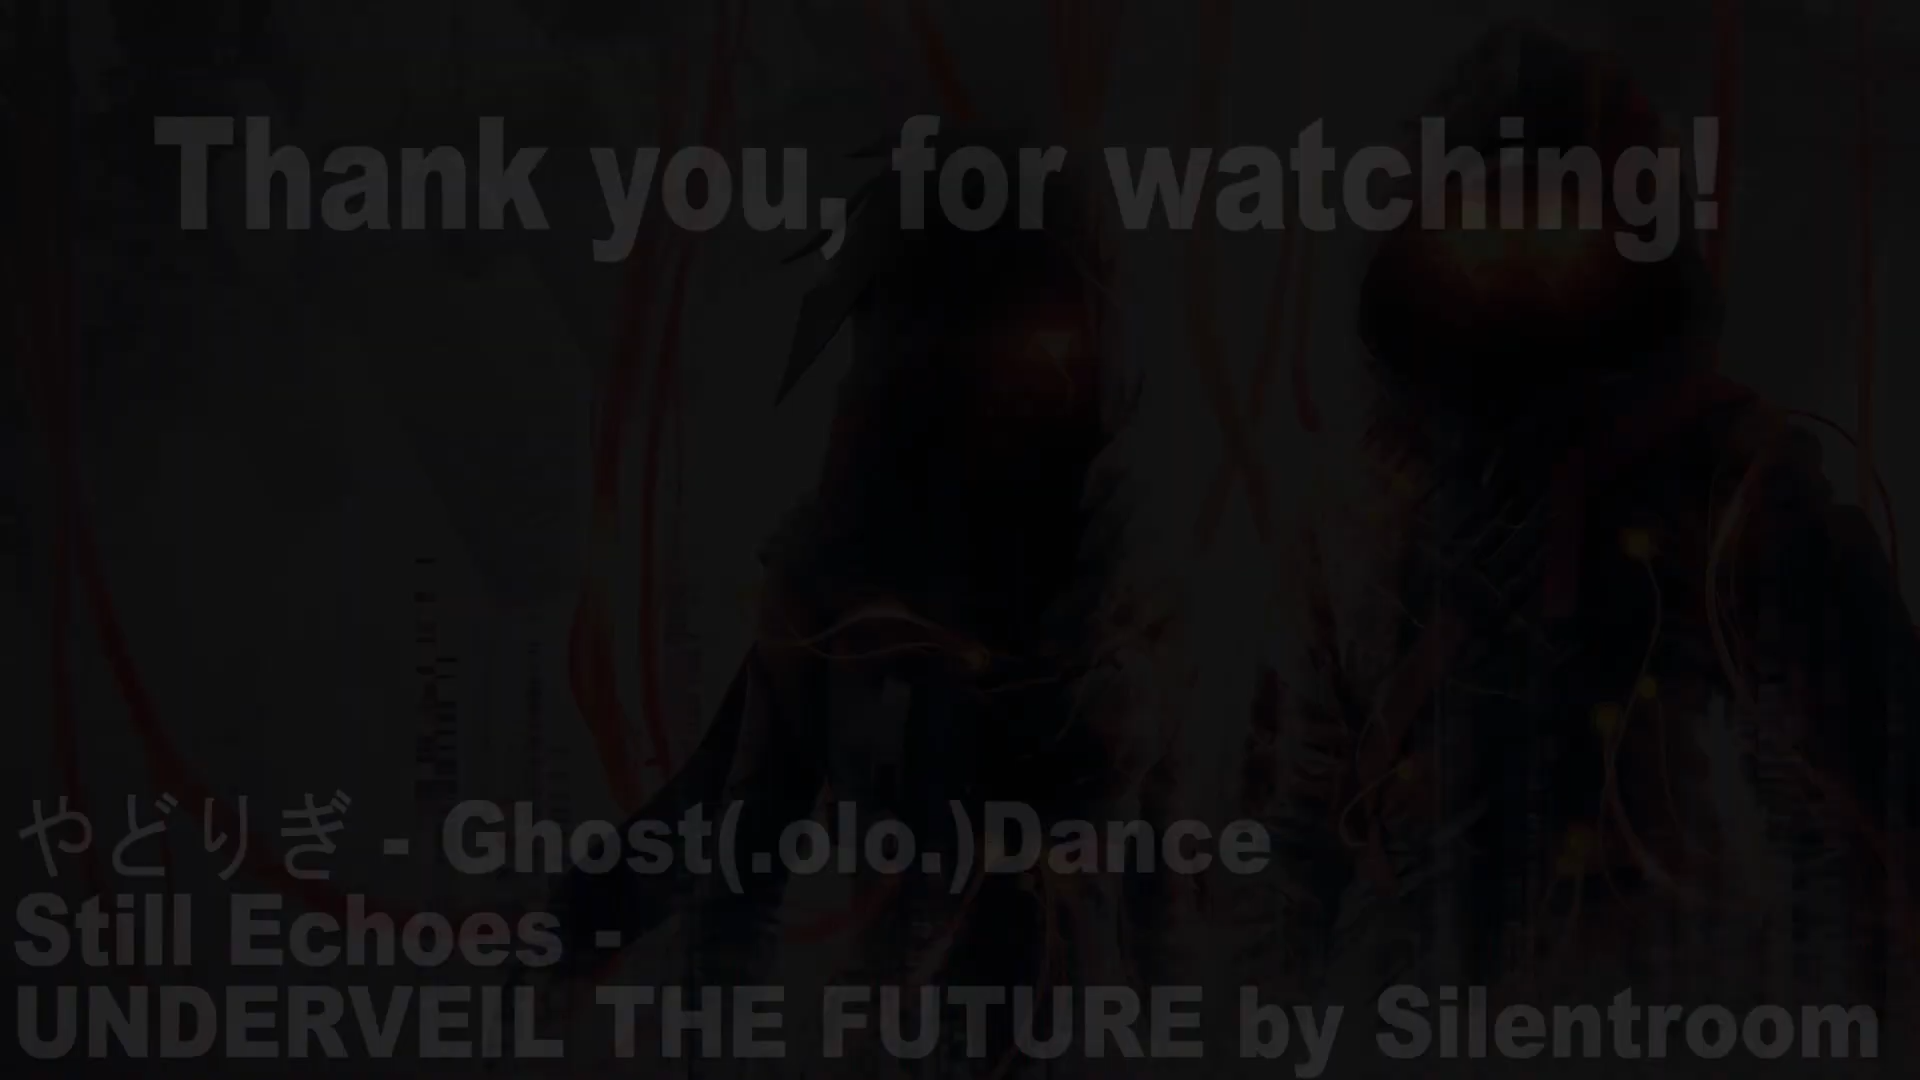 Thank you, for watching!
やどりぎ - Ghost(.olo.)Dance
Still Echoes -
UNDERVEIL THE FUTURE by Silentroom